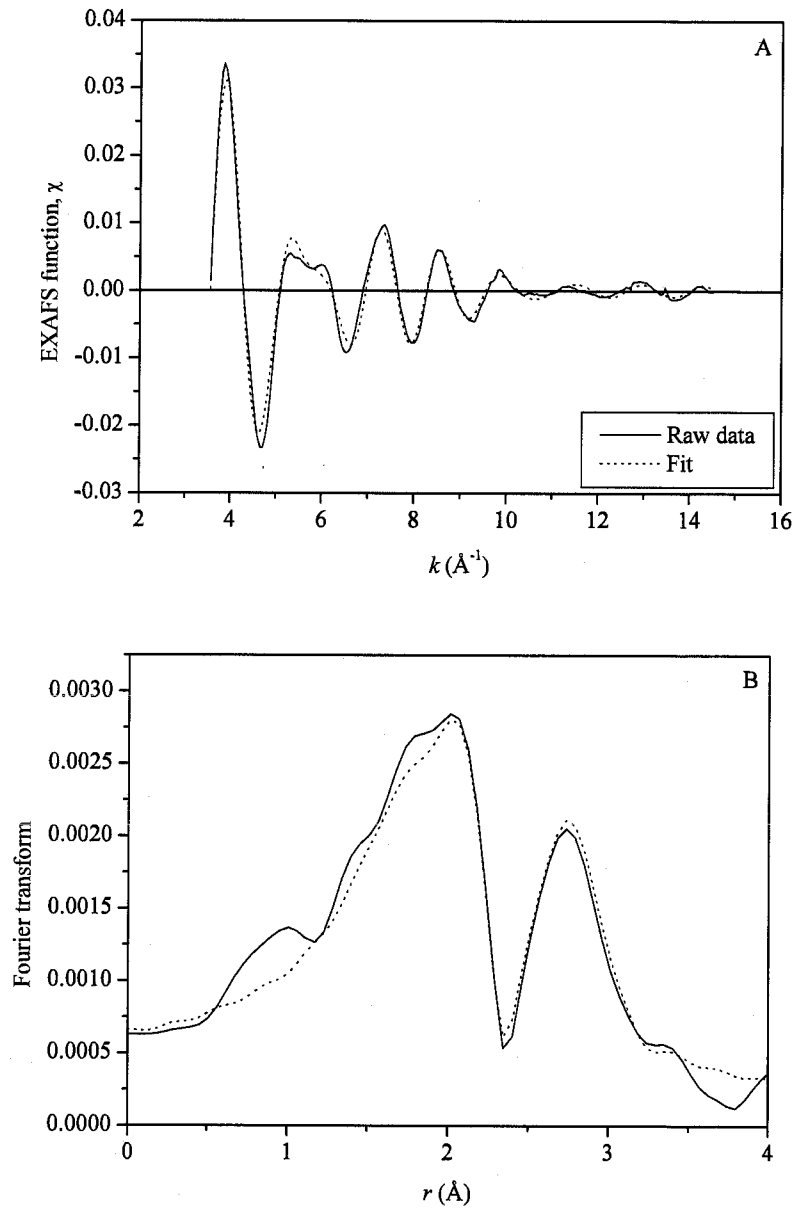 A
0.04
0.03
0.02
0.01
0.00
-0.01
-0.02
-0.03
EXAFS function, χ
Raw data
Fit
2 4 6 8 10 12 14 16
k (Å⁻¹)
B
0.0030
0.0025
0.0020
0.0015
0.0010
0.0005
0.0000
Fourier transform
0 1 2 3 4
r (Å)